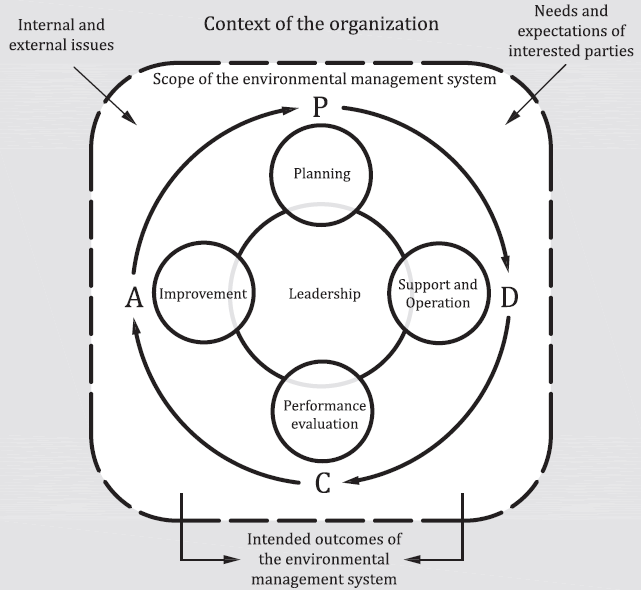 Internal and
external issues
Context of the organization
Needs and
expectations of
interested parties
Scope of the environmental management system
P
Planning
A
Improvement
Leadership
Support and
Operation
D
Performance
evaluation
C
Intended outcomes of
the environmental
management system